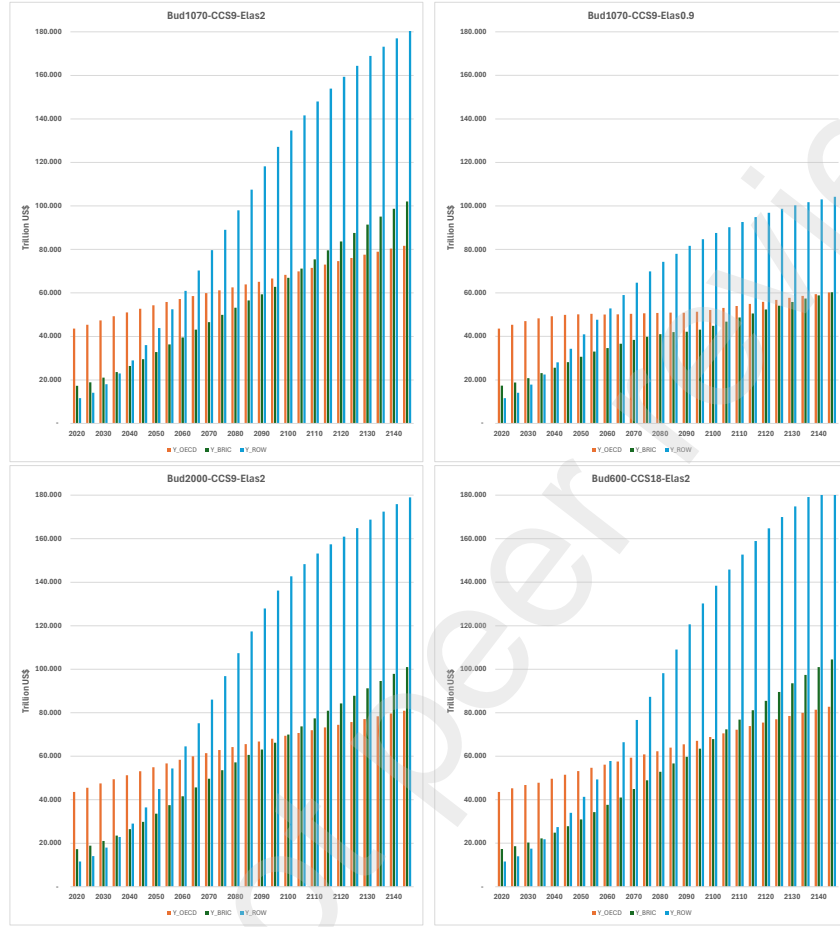 Bud1070-CCS9-Elas2
Trillion US$
180.000
160.000
140.000
120.000
100.000
80.000
60.000
40.000
20.000
-
2020 2030 2040 2050 2060 2070 2080 2090 2100 2110 2120 2130 2140
Y_OECD Y_BRIC Y_ROW
Bud1070-CCS9-Elas0.9
Trillion US$
180.000
160.000
140.000
120.000
100.000
80.000
60.000
40.000
20.000
-
2020 2030 2040 2050 2060 2070 2080 2090 2100 2110 2120 2130 2140
Y_OECD Y_BRIC Y_ROW
Bud2000-CCS9-Elas2
Trillion US$
180.000
160.000
140.000
120.000
100.000
80.000
60.000
40.000
20.000
-
2020 2030 2040 2050 2060 2070 2080 2090 2100 2110 2120 2130 2140
Y_OECD Y_BRIC Y_ROW
Bud600-CCS18-Elas2
Trillion US$
180.000
160.000
140.000
120.000
100.000
80.000
60.000
40.000
20.000
-
2020 2030 2040 2050 2060 2070 2080 2090 2100 2110 2120 2130 2140
Y_OECD Y_BRIC Y_ROW
peer